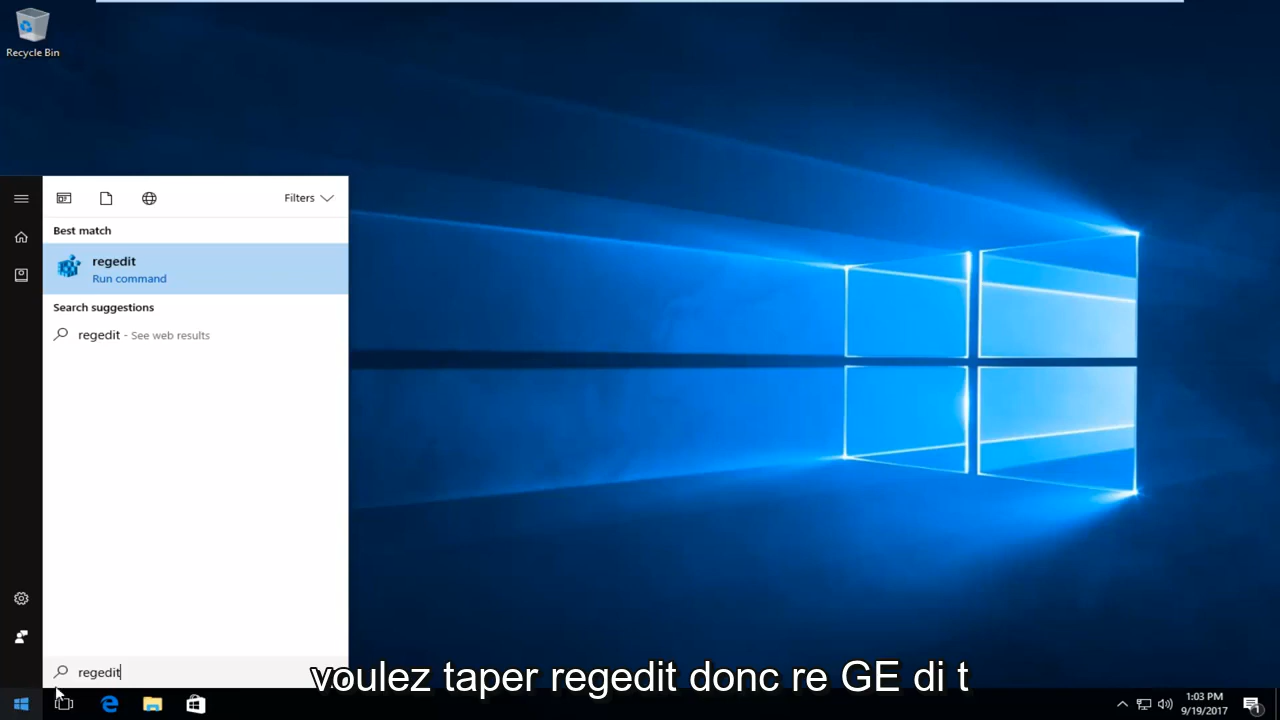 Recycle Bin
Filters
Best match
regedit
Run command
Search suggestions
regedit - See web results
regedit
voulez taper regedit donc re GE di t
1:03 PM
9/19/2017
1